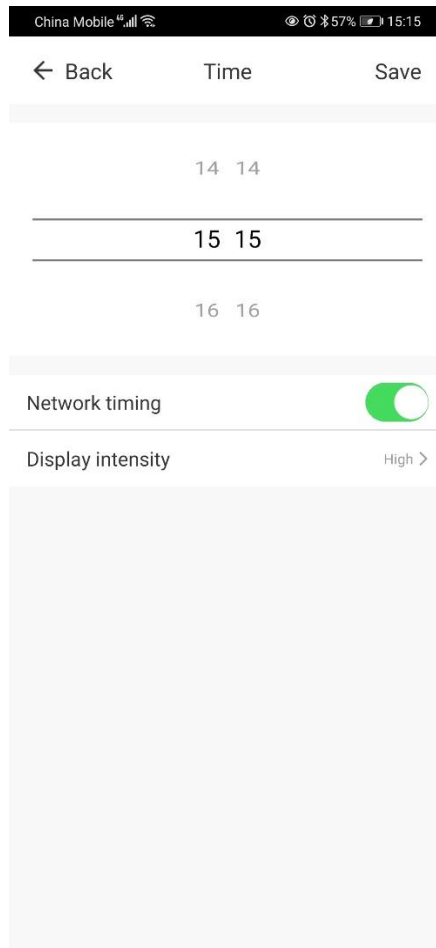 China Mobile 4G 57% 15:15
Back Time Save
14 14
15 15
16 16
Network timing
Display intensity High